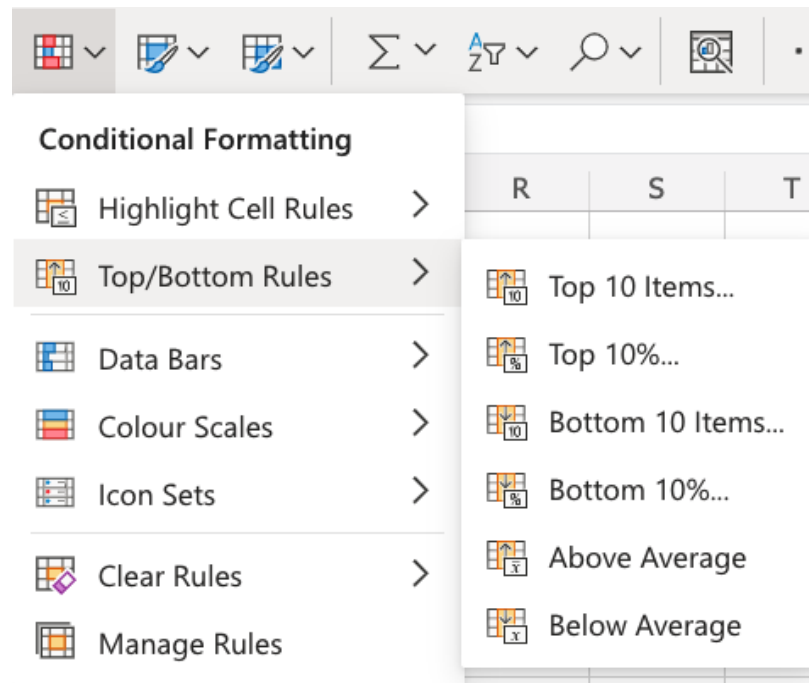 Conditional Formatting
R S T
Highlight Cell Rules
Top/Bottom Rules
Data Bars
Colour Scales
Icon Sets
Clear Rules
Manage Rules
Top 10 Items...
Top 10%...
Bottom 10 Items...
Bottom 10%...
Above Average
Below Average